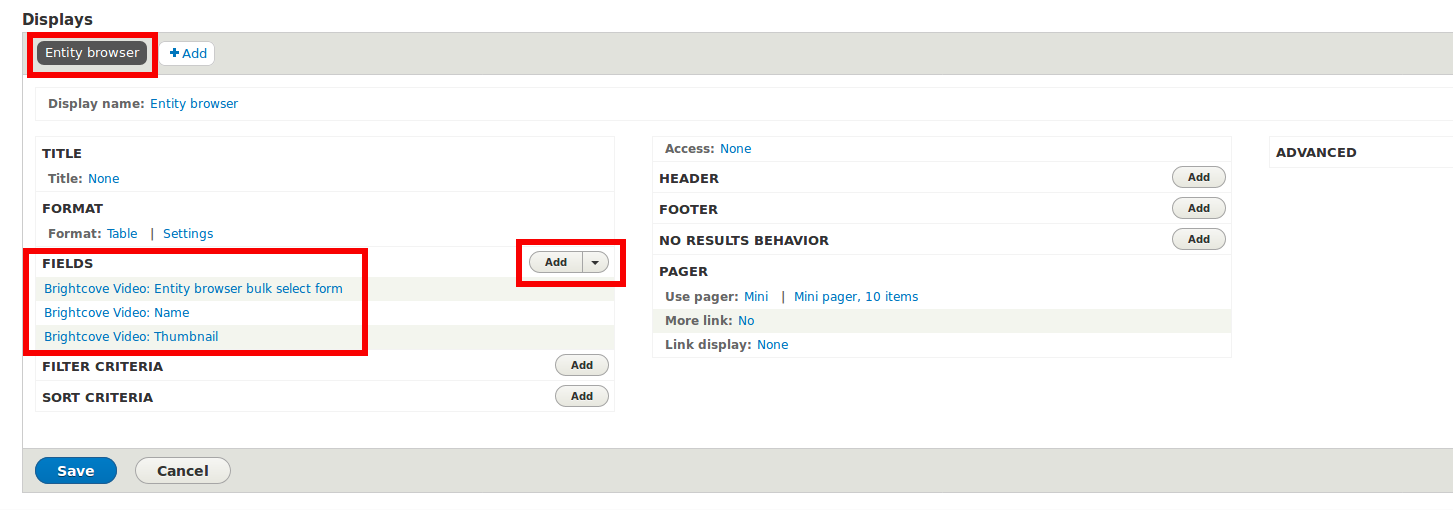 Displays
Entity browser
Add
Display name: Entity browser
TITLE
Title: None
FORMAT
Format: Table | Settings
FIELDS
Add
Brightcove Video: Entity browser bulk select form
Brightcove Video: Name
Brightcove Video: Thumbnail
FILTER CRITERIA
Add
SORT CRITERIA
Add
Access: None
HEADER
Add
FOOTER
Add
NO RESULTS BEHAVIOR
Add
PAGER
Use pager: Mini | Mini pager, 10 items
More link: No
Link display: None
ADVANCED
Save
Cancel